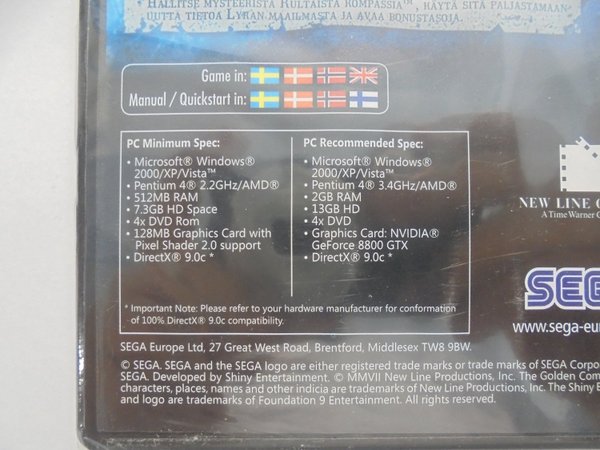 HALLITSE MYSTEERISTÄ KULTAISTA KOMPASSIA™, HÄYTÄ SITÄ PALJASTAMAAN
UUTTA TIETOA LYRAN MAAILMASTA JA AVAA BONUSTASOJA.
Game in:
Manual / Quickstart in:
PC Minimum Spec:
• Microsoft® Windows®
2000/XP/Vista™
• Pentium 4® 2.2GHz/AMD®
• 512MB RAM
• 7.3GB HD Space
• 4x DVD Rom
• 128MB Graphics Card with
Pixel Shader 2.0 support
• DirectX® 9.0c *
PC Recommended Spec:
• Microsoft® Windows®
2000/XP/Vista™
• Pentium 4® 3.4GHz/AMD®
• 2GB RAM
• 13GB HD
• 4x DVD
• Graphics Card: NVIDIA®
GeForce 8800 GTX
• DirectX® 9.0c *
* Important Note: Please refer to your hardware manufacturer for conformation
of 100% DirectX® 9.0c compatibility.
NEW LINE
A Time Warner
SEG
www.sega-eur
SEGA Europe Ltd, 27 Great West Road, Brentford, Middlesex TW8 9BW.
© SEGA. SEGA and the SEGA logo are either registered trade marks or trade marks of SEGA Corpo
SEGA. Developed by Shiny Entertainment. © MMVII New Line Productions, Inc. The Golden Com
characters, places, names and other indicia are trademarks of New Line Productions, Inc. The Shiny E
and logo are trademarks of Foundation 9 Entertainment. All rights reserved.